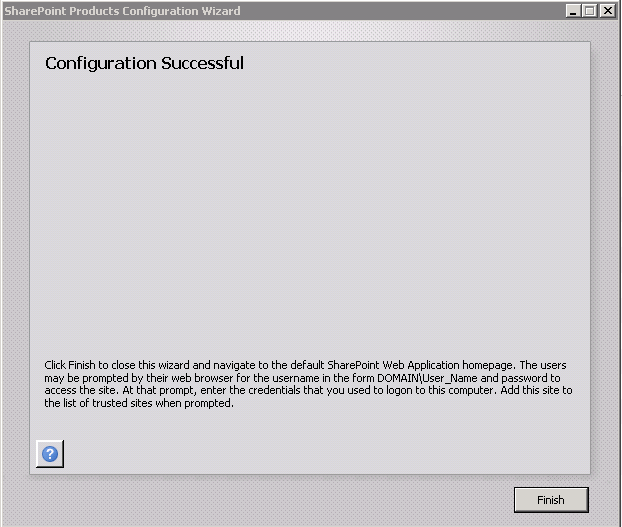 SharePoint Products Configuration Wizard
Configuration Successful
Click Finish to close this wizard and navigate to the default SharePoint Web Application homepage. The users
may be prompted by their web browser for the username in the form DOMAIN\User_Name and password to
access the site. At that prompt, enter the credentials that you used to logon to this computer. Add this site to
the list of trusted sites when prompted.
?
Finish